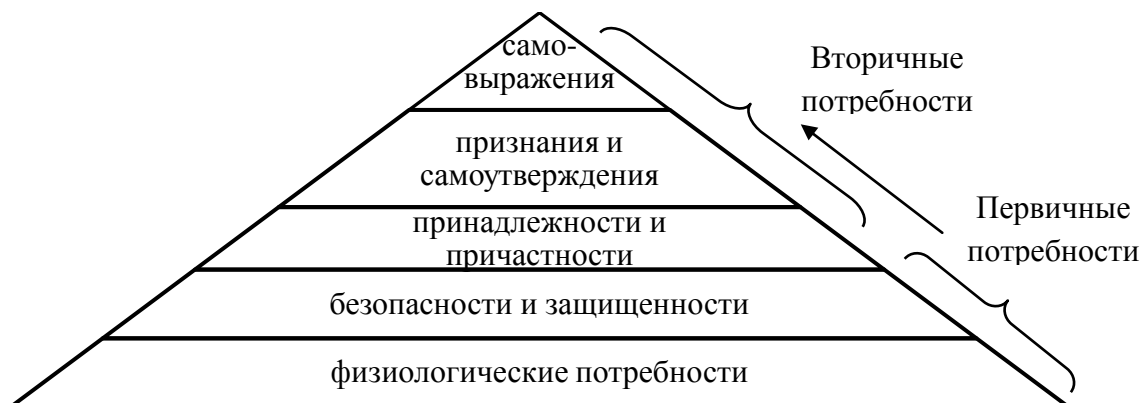 само-
выражения
признания и
самоутверждения
принадлежности и
причастности
безопасности и защищенности
физиологические потребности
Вторичные
потребности
Первичные
потребности